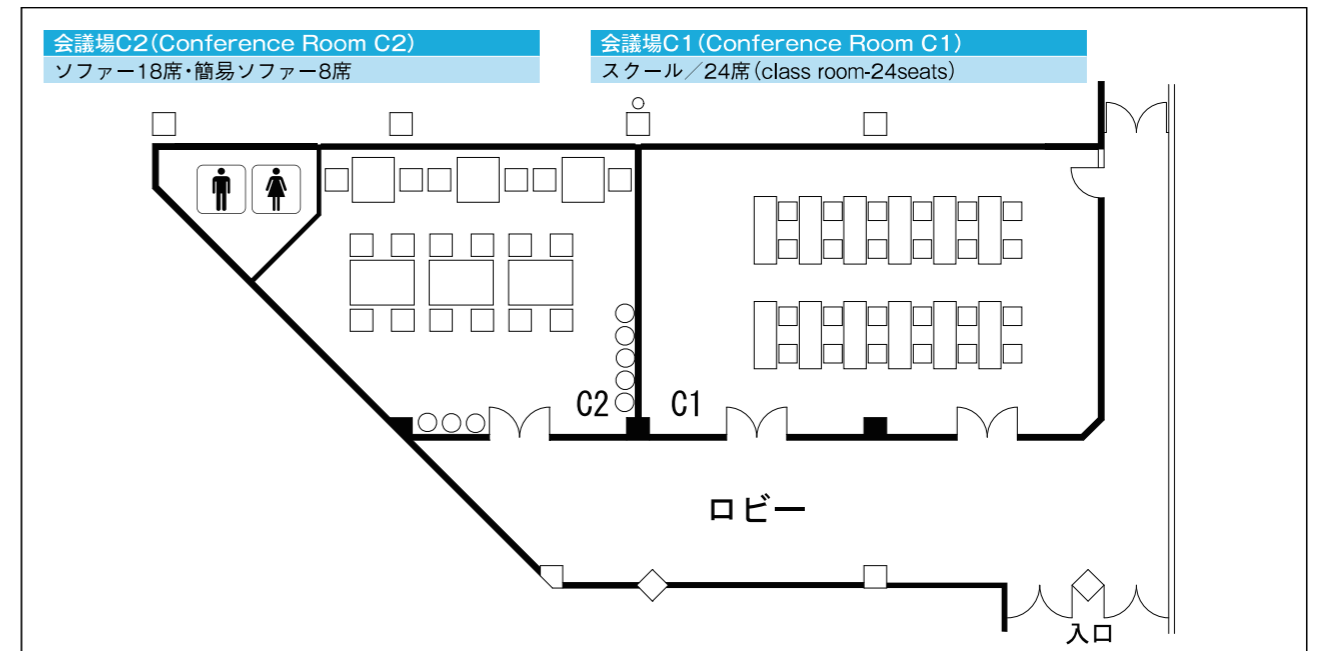 会議場C2(Conference Room C2)
ソファー18席・簡易ソファー8席
会議場C1(Conference Room C1)
スクール／24席(class room-24seats)
C2
C1
ロビー
入口